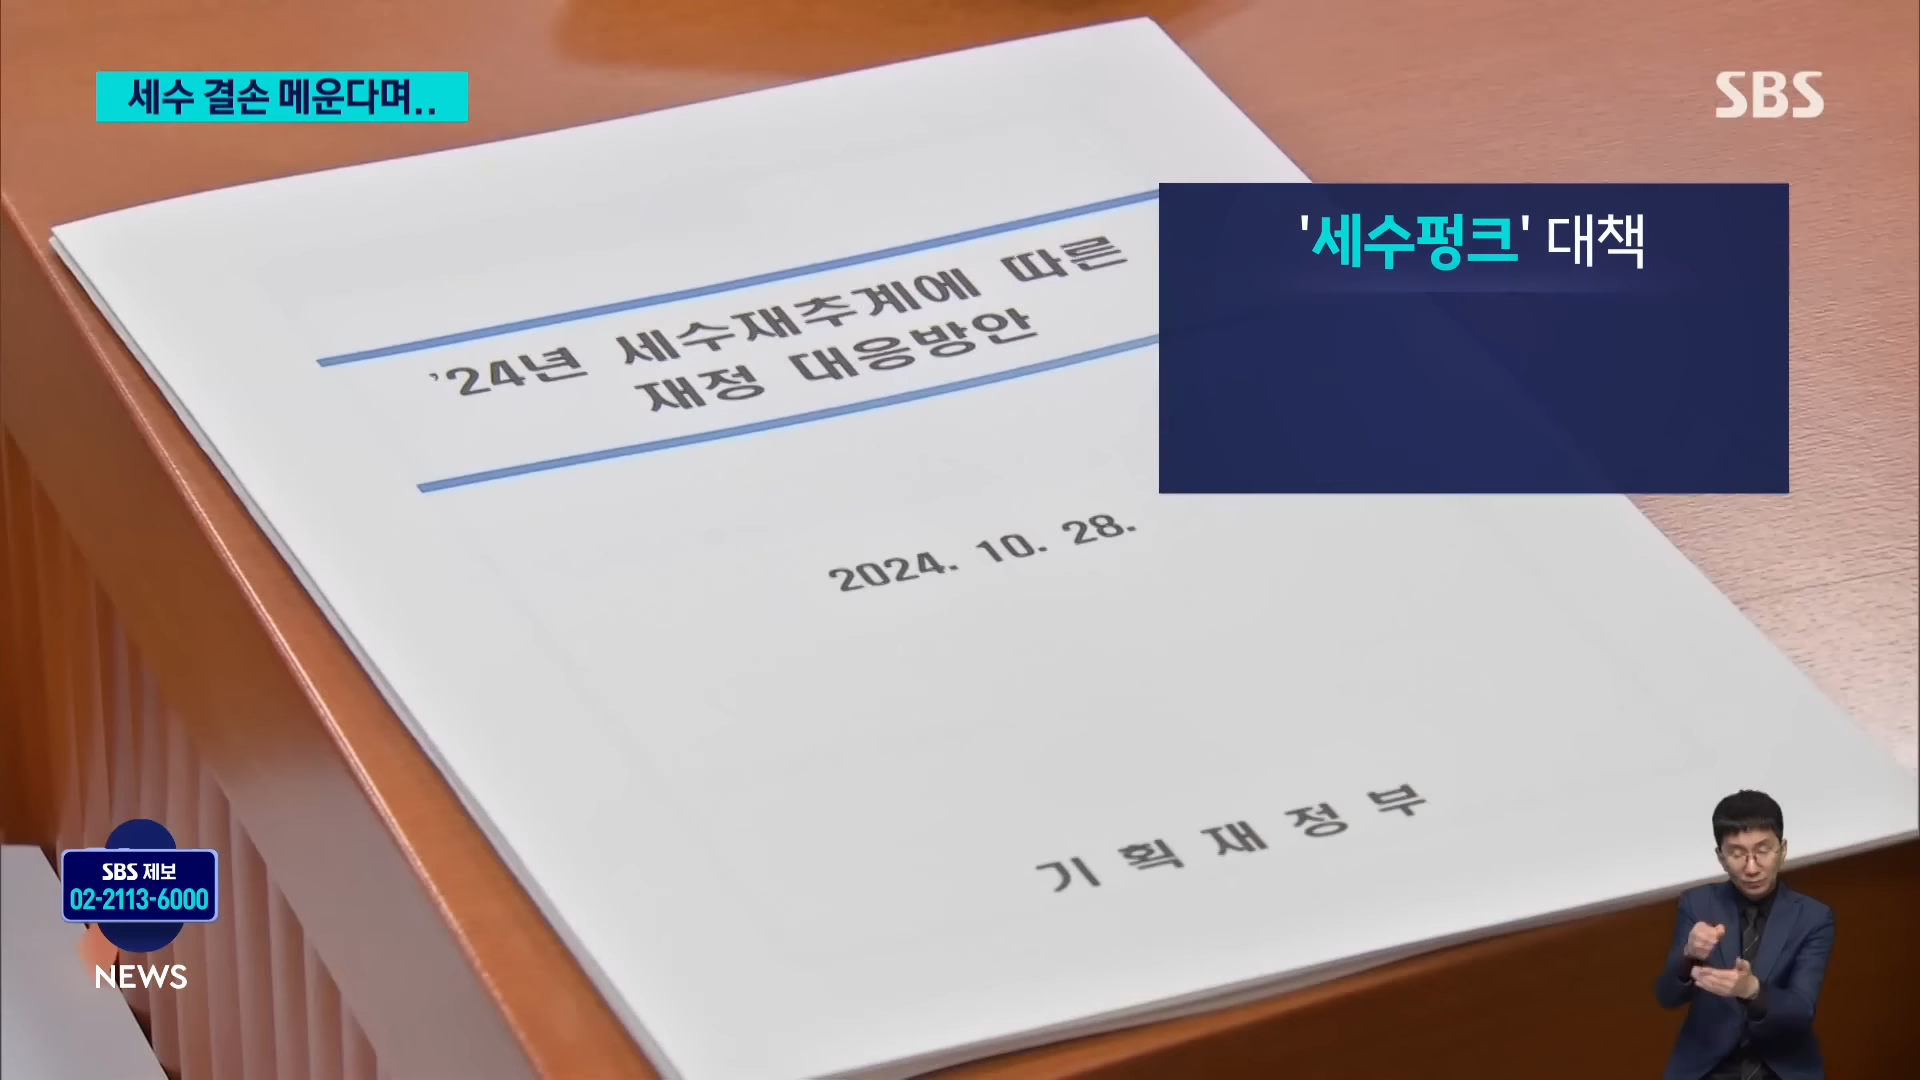 세수 결손 메운다며..
SBS
'세수펑크' 대책
’24년 세수재추계에 따른
재정 대응방안
2024. 10. 28.
기획재정부
SBS 제보
02-2113-6000
NEWS